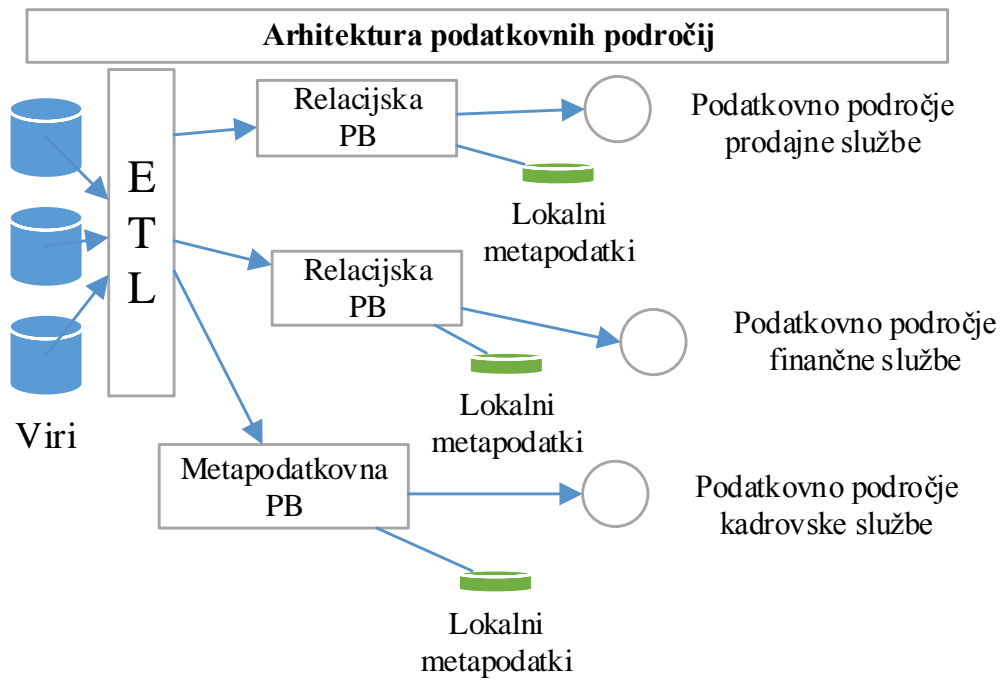 Arhitektura podatkovnih področij
Relacijska
PB
Podatkovno področje
prodajne službe
E
T
L
Lokalni
metapodatki
Relacijska
PB
Podatkovno področje
finančne službe
Viri
Lokalni
metapodatki
Metapodatkovna
PB
Podatkovno področje
kadrovske službe
Lokalni
metapodatki